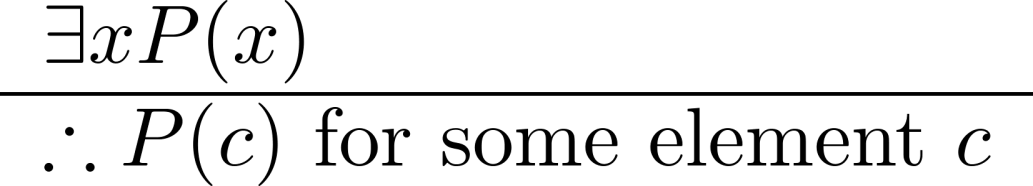 ∃xP(x)
∴ P(c) for some element c